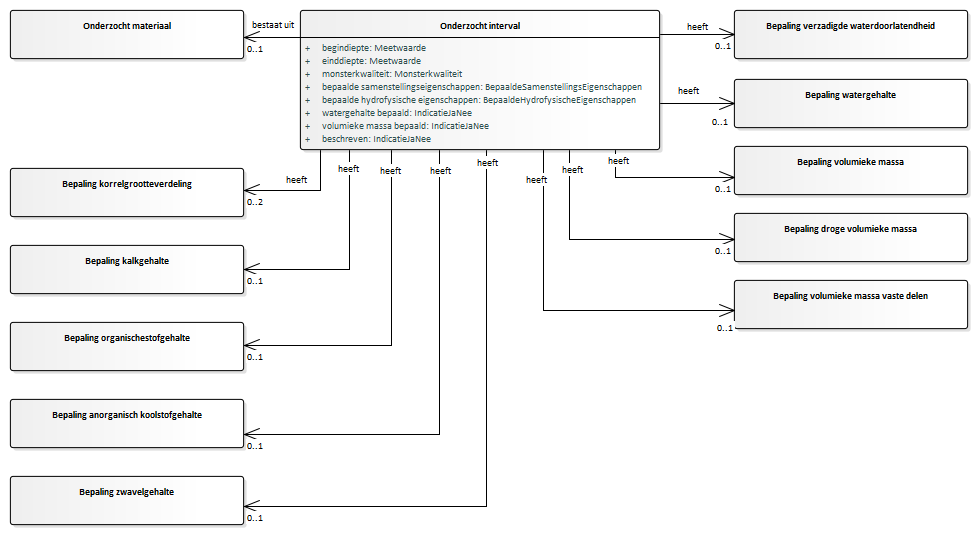 Onderzocht materiaal
bestaat uit
0..1
Onderzocht interval
+ begindiepte: Meetwaarde
+ einddiepte: Meetwaarde
+ monsterkwaliteit: Monsterkwaliteit
+ bepaalde samenstellingseigenschappen: BepaaldeSamenstellingsEigenschappen
+ bepaalde hydrofysische eigenschappen: BepaaldeHydrofysischeEigenschappen
+ watergehalte bepaald: IndicatieJaNee
+ volumieke massa bepaald: IndicatieJaNee
+ beschreven: IndicatieJaNee
heeft
0..1
Bepaling verzadigde waterdoorlatendheid
heeft
0..1
Bepaling watergehalte
heeft
0..1
Bepaling volumieke massa
heeft
0..1
Bepaling droge volumieke massa
heeft
0..1
Bepaling volumieke massa vaste delen
heeft
0..2
Bepaling korrelgrootteverdeling
heeft
0..1
Bepaling kalkgehalte
heeft
0..1
Bepaling organischestofgehalte
heeft
0..1
Bepaling anorganisch koolstofgehalte
heeft
0..1
Bepaling zwavelgehalte